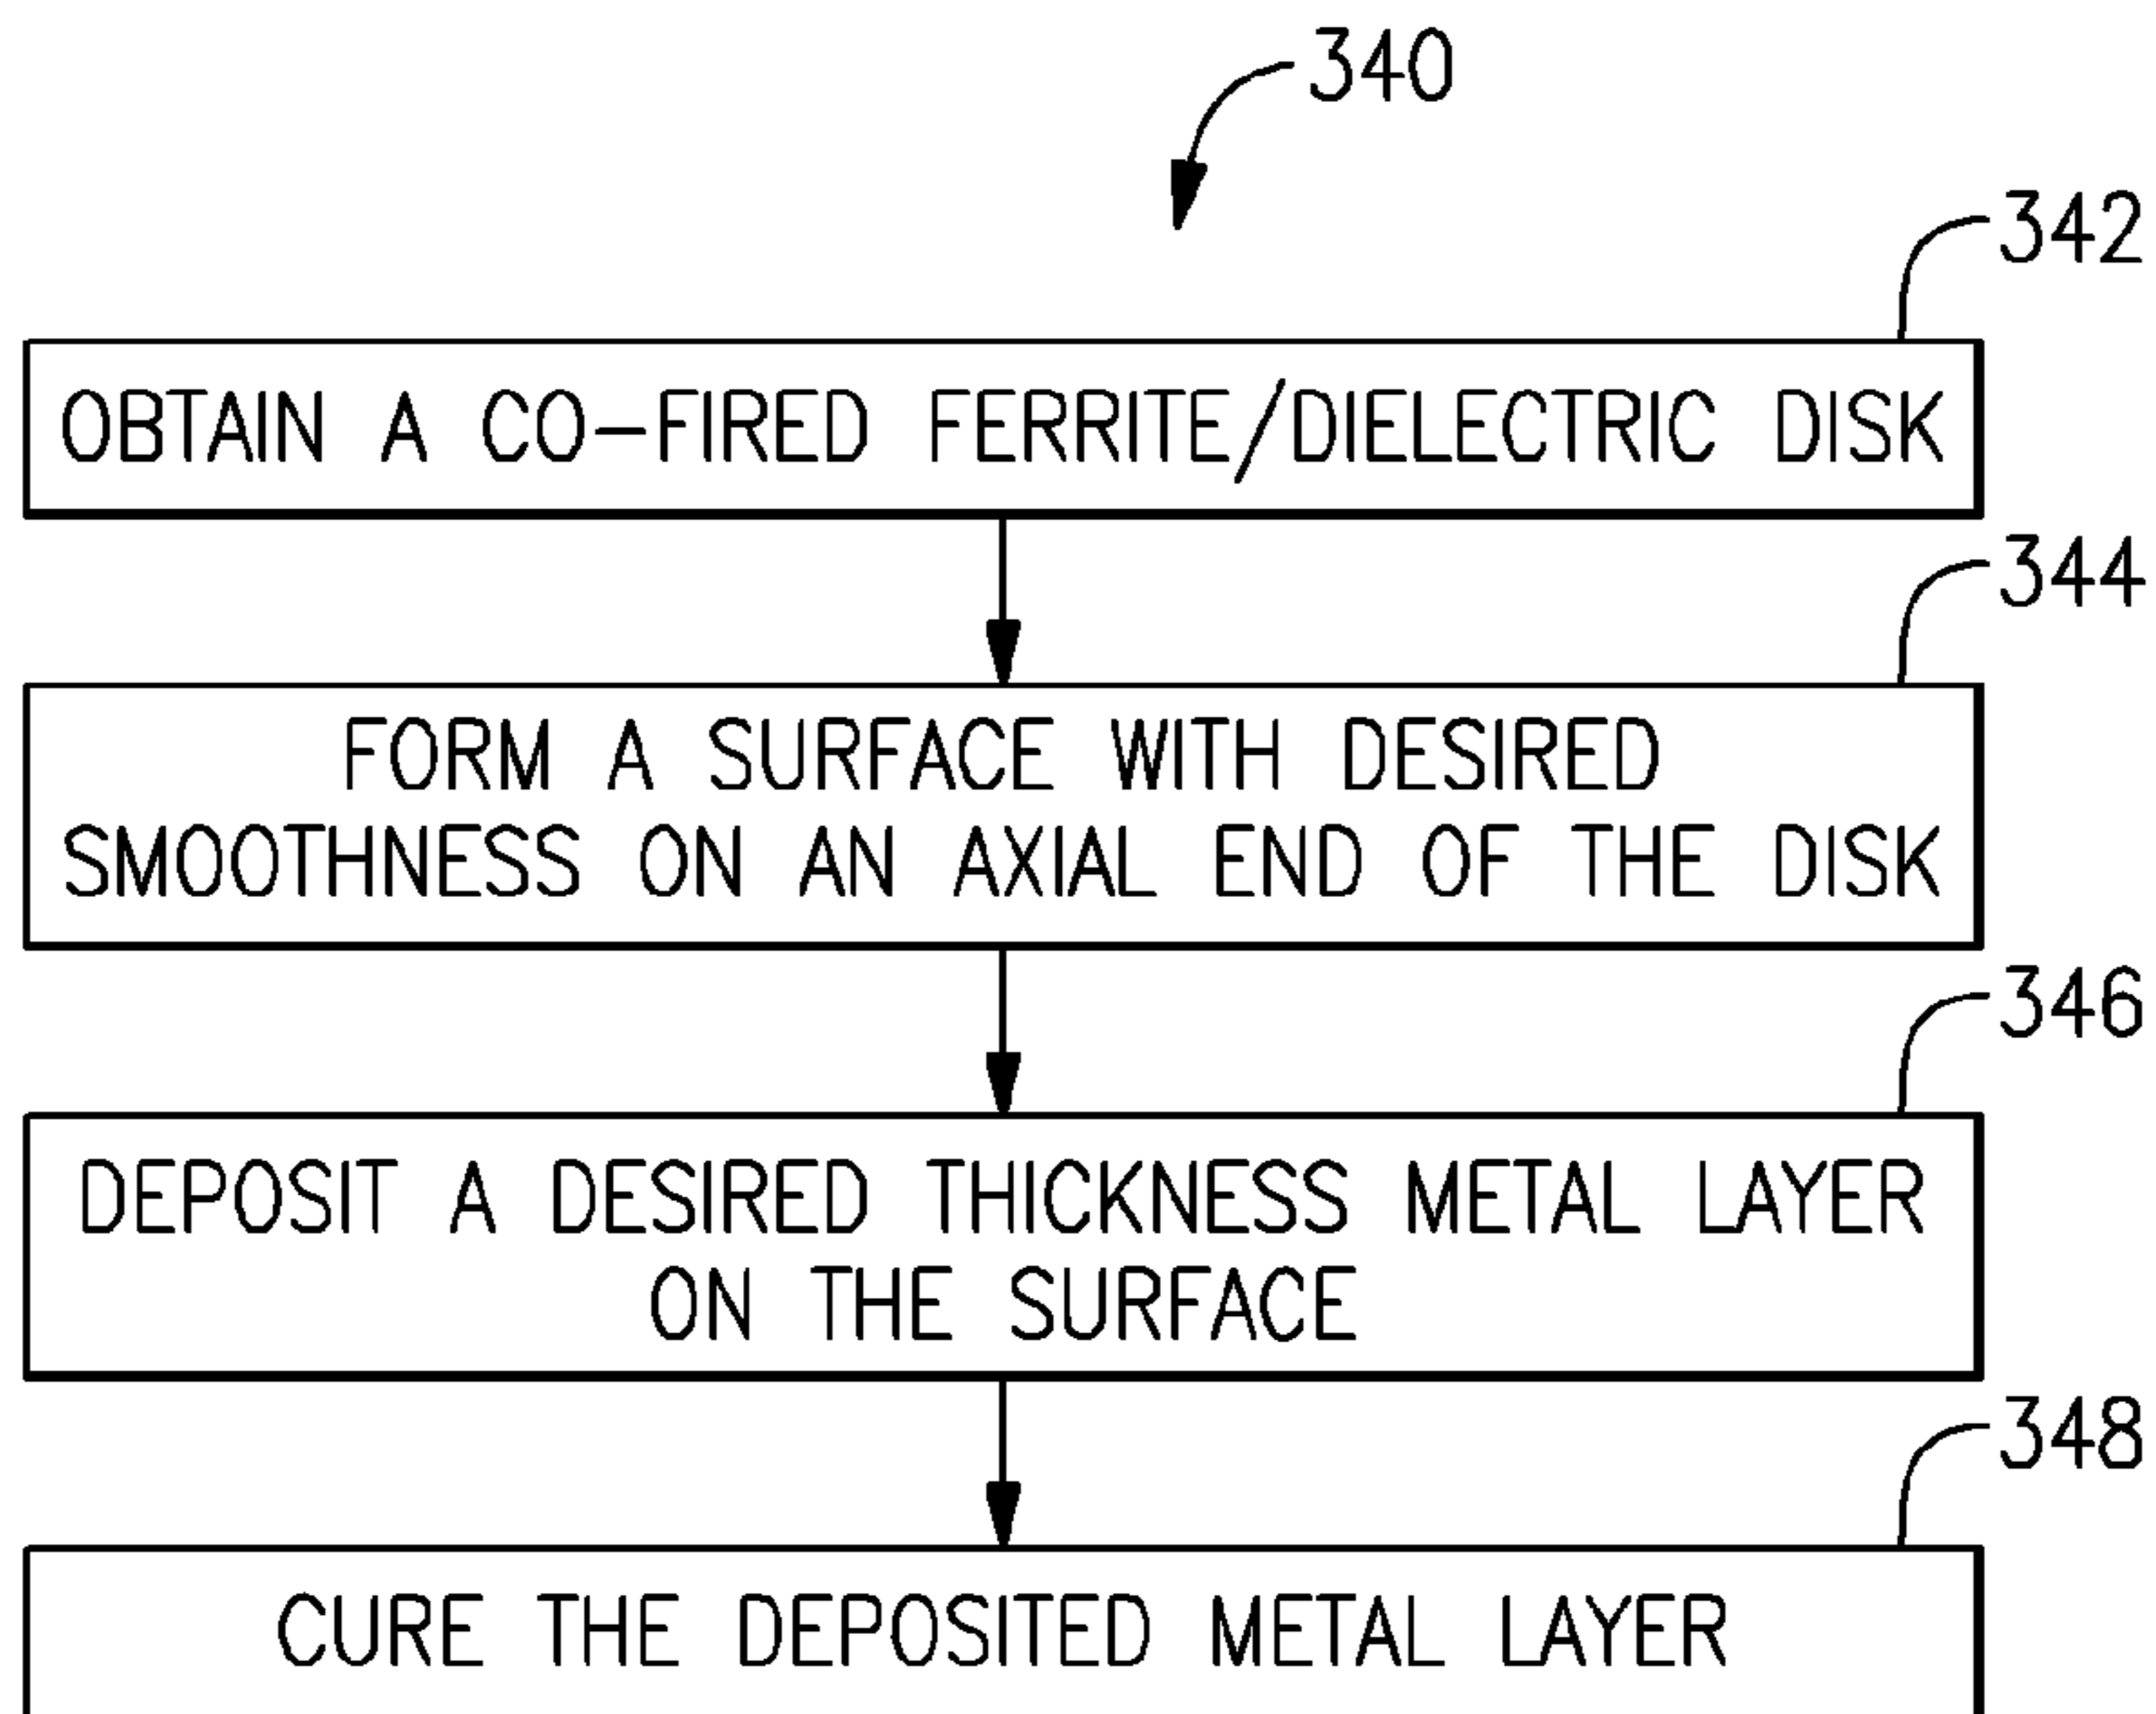 340
342
OBTAIN A CO-FIRED FERRITE/DIELECTRIC DISK
344
FORM A SURFACE WITH DESIRED
SMOOTHNESS ON AN AXIAL END OF THE DISK
346
DEPOSIT A DESIRED THICKNESS METAL LAYER
ON THE SURFACE
348
CURE THE DEPOSITED METAL LAYER